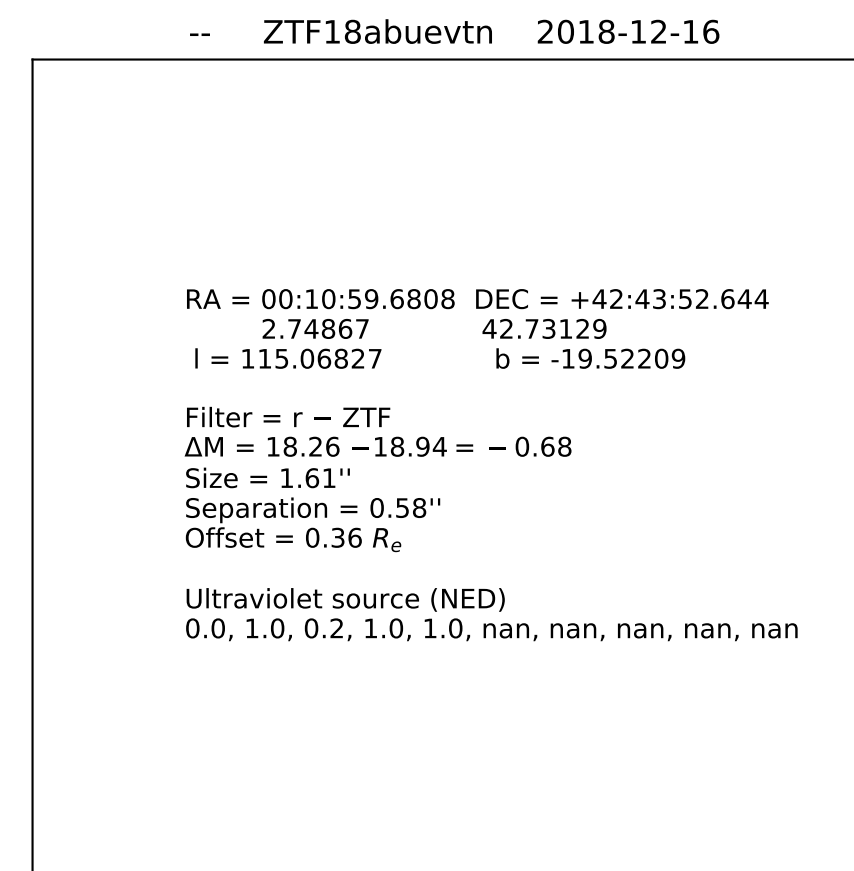 -- ZTF18abuevtn 2018-12-16
RA = 00:10:59.6808 DEC = +42:43:52.644
2.74867 42.73129
l = 115.06827 b = -19.52209
Filter = r − ZTF
ΔM = 18.26 −18.94 = − 0.68
Size = 1.61''
Separation = 0.58''
Offset = 0.36 Re
Ultraviolet source (NED)
0.0, 1.0, 0.2, 1.0, 1.0, nan, nan, nan, nan, nan